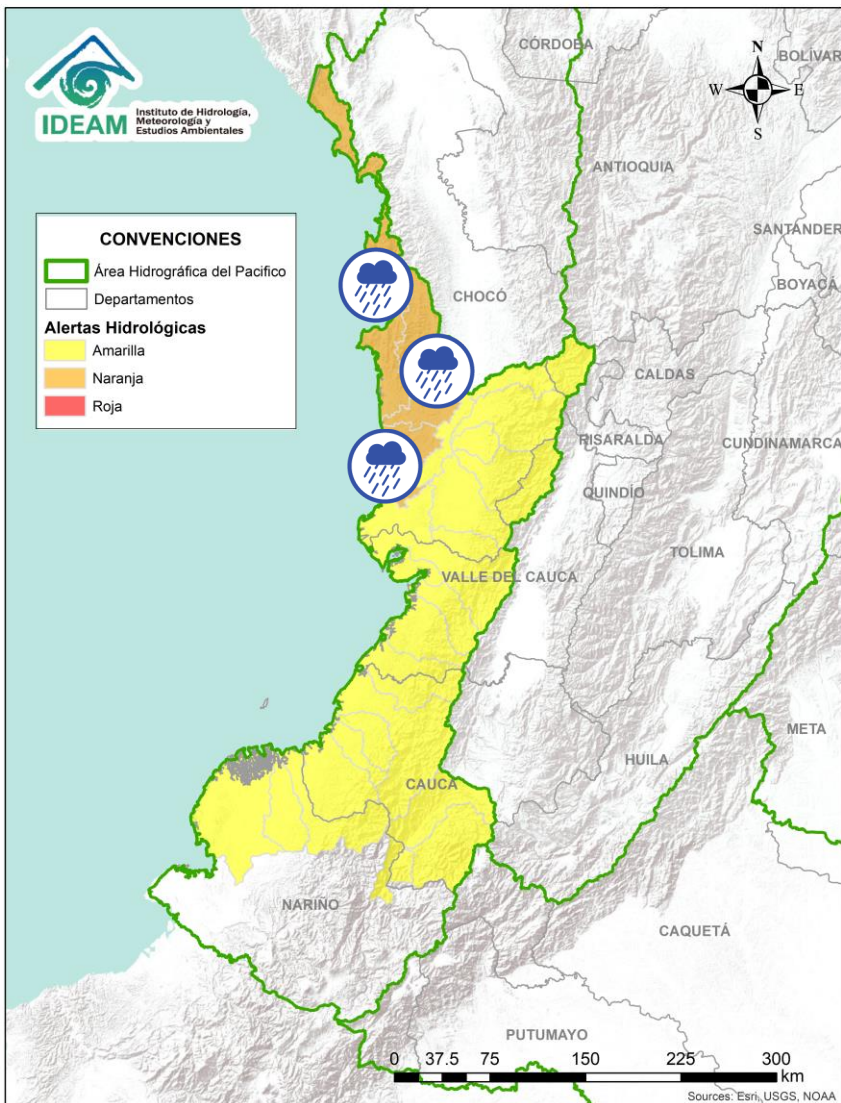 IDEAM
Instituto de Hidrología,
Meteorología y
Estudios Ambientales
N
W
E
S
CÓRDOBA
BOLÍVAR
ANTIOQUIA
SANTANDER
BOYACÁ
CONVENCIONES
Área Hidrográfica del Pacifico
Departamentos
Alertas Hidrológicas
Amarilla
Naranja
Roja
CHOCÓ
CALDAS
RISARALDA
CUNDINAMARCA
QUINDÍO
TOLIMA
VALLE DEL CAUCA
META
HUILA
CAUCA
NARIÑO
CAQUETÁ
PUTUMAYO
0 37.5 75 150 225 300
km
Sources: Esri, USGS, NOAA